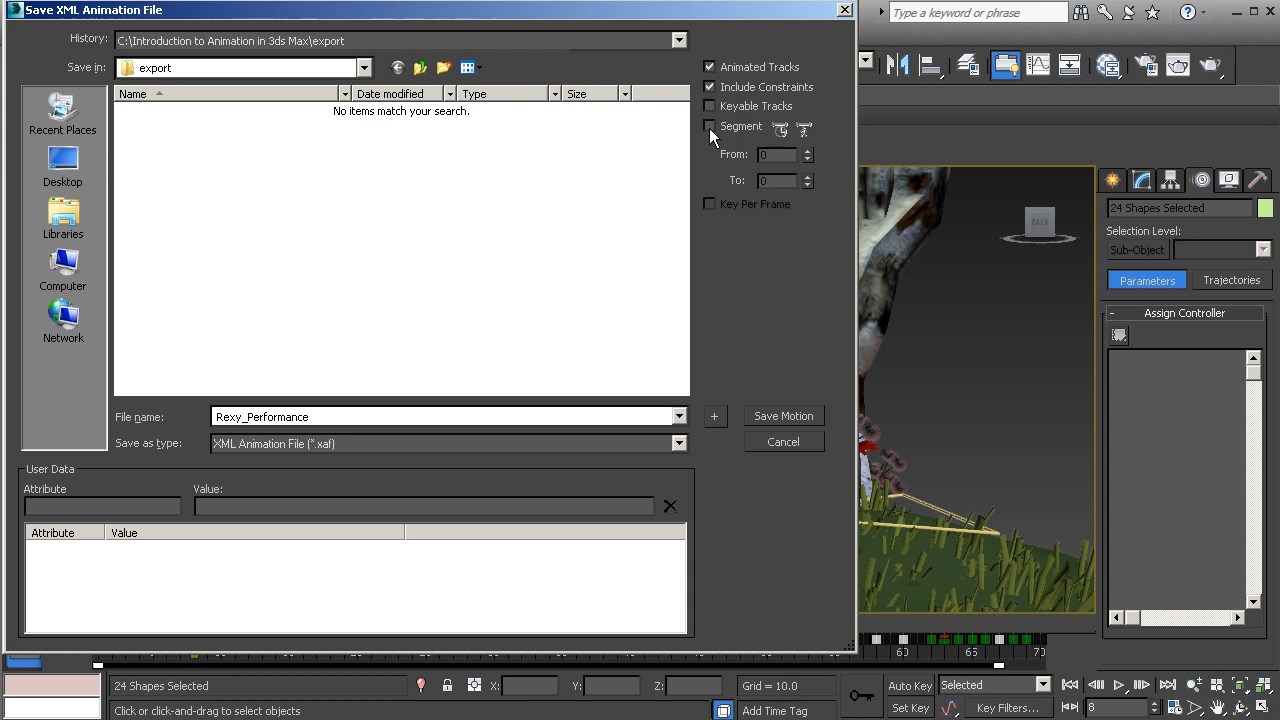 Save XML Animation File
Type a keyword or phrase
History:
C:\Introduction to Animation in 3ds Max\export
Save in:
export
Animated Tracks
Include Constraints
Keyable Tracks
Segment
From: 0
To: 0
Key Per Frame
Name
Date modified
Type
Size
No items match your search.
Recent Places
Desktop
Libraries
Computer
Network
File name:
Rexy_Performance
+
Save Motion
Save as type:
XML Animation File (*.xaf)
Cancel
User Data
Attribute
Value:
Attribute
Value
BACK
24 Shapes Selected
Selection Level:
Sub-Object
Parameters
Trajectories
- Assign Controller
60 65 70
24 Shapes Selected
X:
Y:
Z:
Grid = 10.0
Auto Key
Selected
Click or click-and-drag to select objects
Add Time Tag
Set Key
Key Filters...
8